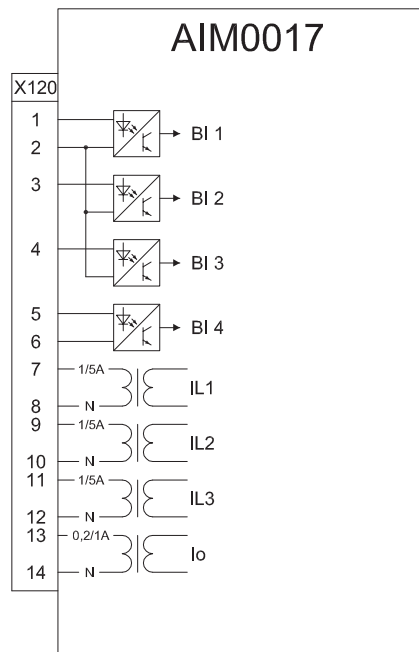 AIM0017
X120
1
2
BI 1
3
BI 2
4
BI 3
5
6
BI 4
7
1/5A
IL1
8
N
9
1/5A
IL2
10
N
11
1/5A
IL3
12
N
13
0,2/1A
Io
14
N